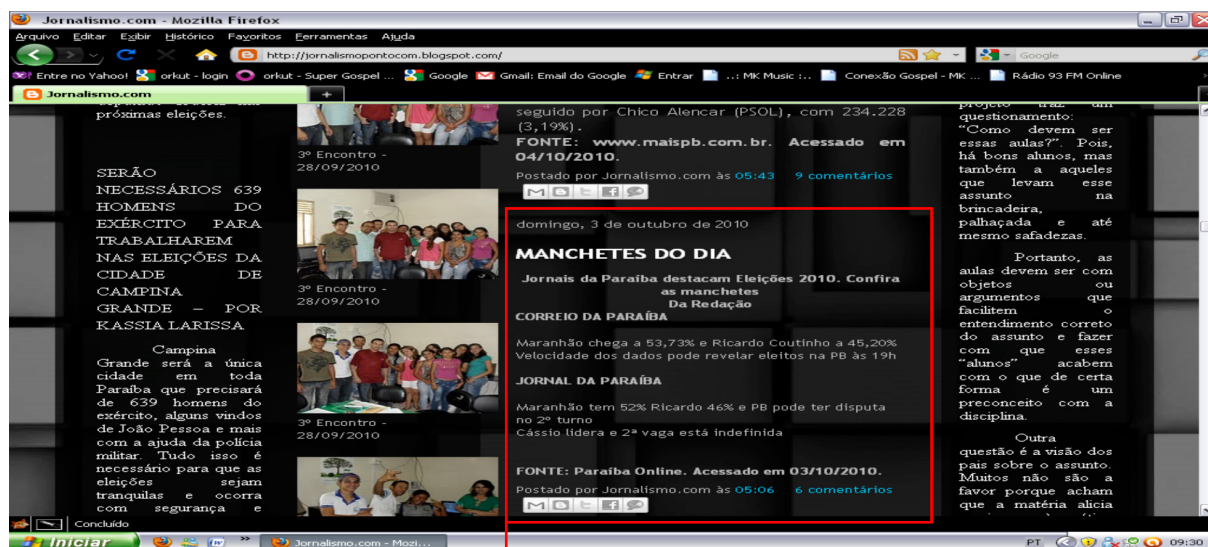 Jornalismo.com - Mozilla Firefox
Arquivo Editar Exibir Histórico Favoritos Ferramentas Ajuda
http://jornalismopontocom.blogspot.com/
Google
Entre no Yahoo! orkut - login orkut - Super Gospel ... Google Gmail: Email do Google Entrar ..: MK Music :.. Conexão Gospel - MK ... Rádio 93 FM Online
Jornalismo.com
próximas eleições.
SERÃO
NECESSÁRIOS 639
HOMENS DO
EXÉRCITO PARA
TRABALHAREM
NAS ELEIÇÕES DA
CIDADE DE
CAMPINA
GRANDE – POR
KASSIA LARISSA
Campina
Grande será a única
cidade em toda
Paraíba que precisará
de 639 homens do
exército, alguns vindos
de João Pessoa e mais
com a ajuda da polícia
militar. Tudo isso é
necessário para que as
eleições sejam
tranquilas e ocorra
com segurança e
3º Encontro -
28/09/2010
3º Encontro -
28/09/2010
3º Encontro -
28/09/2010
seguido por Chico Alencar (PSOL), com 234.228
(3,19%).
FONTE: www.maispb.com.br. Acessado em
04/10/2010.
Postado por Jornalismo.com às 05:43 9 comentários
domingo, 3 de outubro de 2010
MANCHETES DO DIA
Jornais da Paraíba destacam Eleições 2010. Confira
as manchetes
Da Redação
CORREIO DA PARAÍBA
Maranhão chega a 53,73% e Ricardo Coutinho a 45,20%
Velocidade dos dados pode revelar eleitos na PB às 19h
JORNAL DA PARAÍBA
Maranhão tem 52% Ricardo 46% e PB pode ter disputa
no 2º turno
Cássio lidera e 2ª vaga está indefinida
FONTE: Paraíba Online. Acessado em 03/10/2010.
Postado por Jornalismo.com às 05:06 6 comentários
projeto traz um
questionamento:
“Como devem ser
essas aulas?”. Pois,
há bons alunos, mas
também a aqueles
que levam esse
assunto na
brincadeira,
palhaçada e até
mesmo safadezas.
Portanto, as
aulas devem ser com
objetos ou
argumentos que
facilitem o
entendimento correto
do assunto e fazer
com que esses
“alunos” acabem
com o que de certa
forma é um
preconceito com a
disciplina.
Outra
questão é a visão dos
pais sobre o assunto.
Muitos não são a
favor porque acham
que a matéria alicia
Concluído
Iniciar
Jornalismo.com - Mozi...
PT
09:30